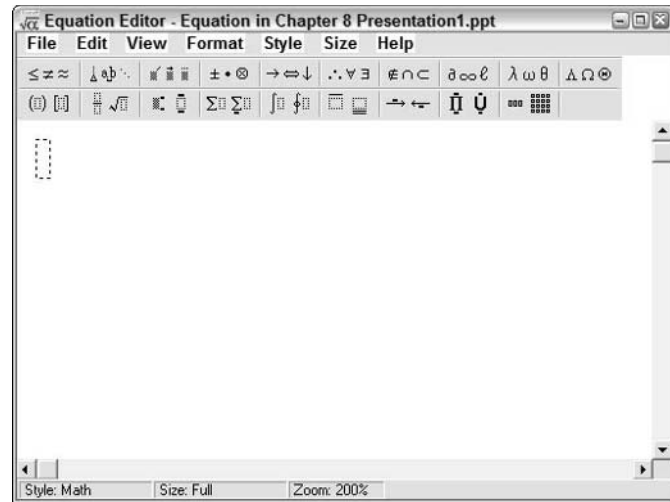 Equation Editor - Equation in Chapter 8 Presentation1.ppt
File Edit View Format Style Size Help
≤ ≠ ≈ ± • ⊗ → ⇔ ↓ ∴ ∀ ∃ ∉ ∩ ⊂ ∂ ∞ ℓ λ ω θ Λ Ω ⊛
Style: Math Size: Full Zoom: 200%